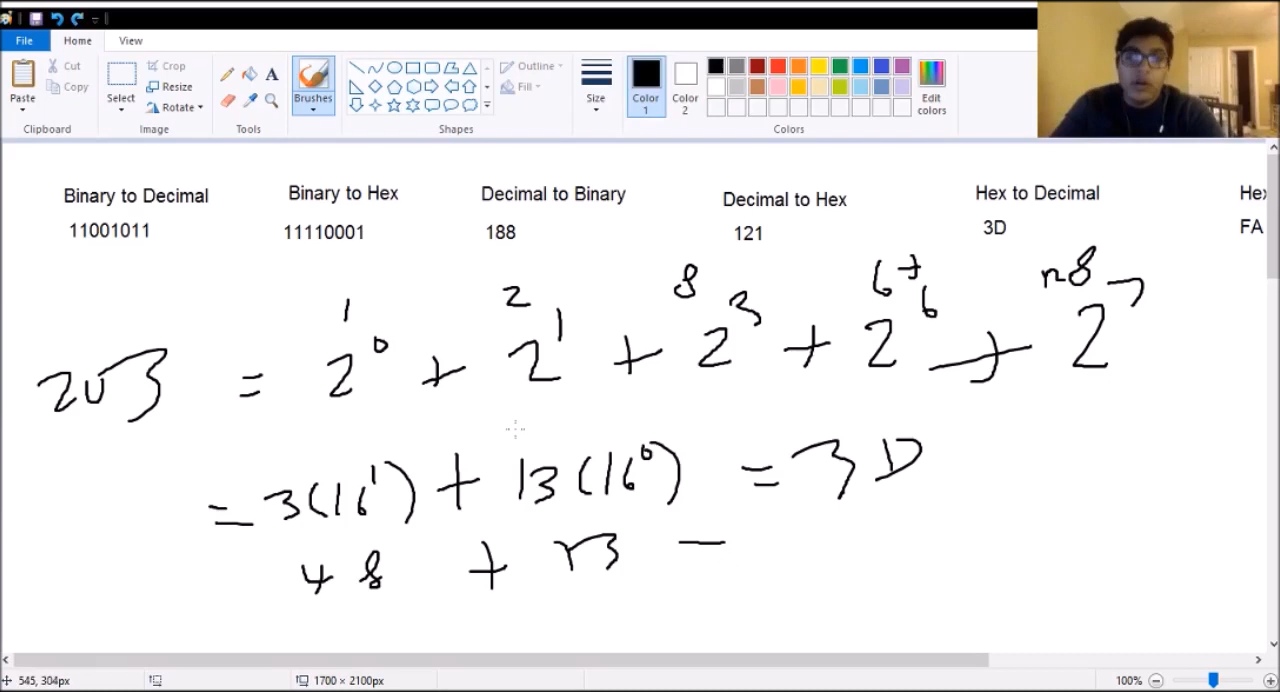 File Home View
Cut
Copy
Paste
Select
Crop
Resize
Rotate
A
Brushes
Outline
Fill
Size
Color 1
Color 2
Edit colors
Clipboard Image Tools Shapes Colors
Binary to Decimal Binary to Hex Decimal to Binary Decimal to Hex Hex to Decimal Hex
11001011 11110001 188 121 3D FA
1 2 8 64 128
203 = 2^0 + 2^1 + 2^3 + 2^6 + 2^7
= 3(16^1) + 13(16^0) = 3D
48 + 13 =
545, 304px 1700 × 2100px 100%